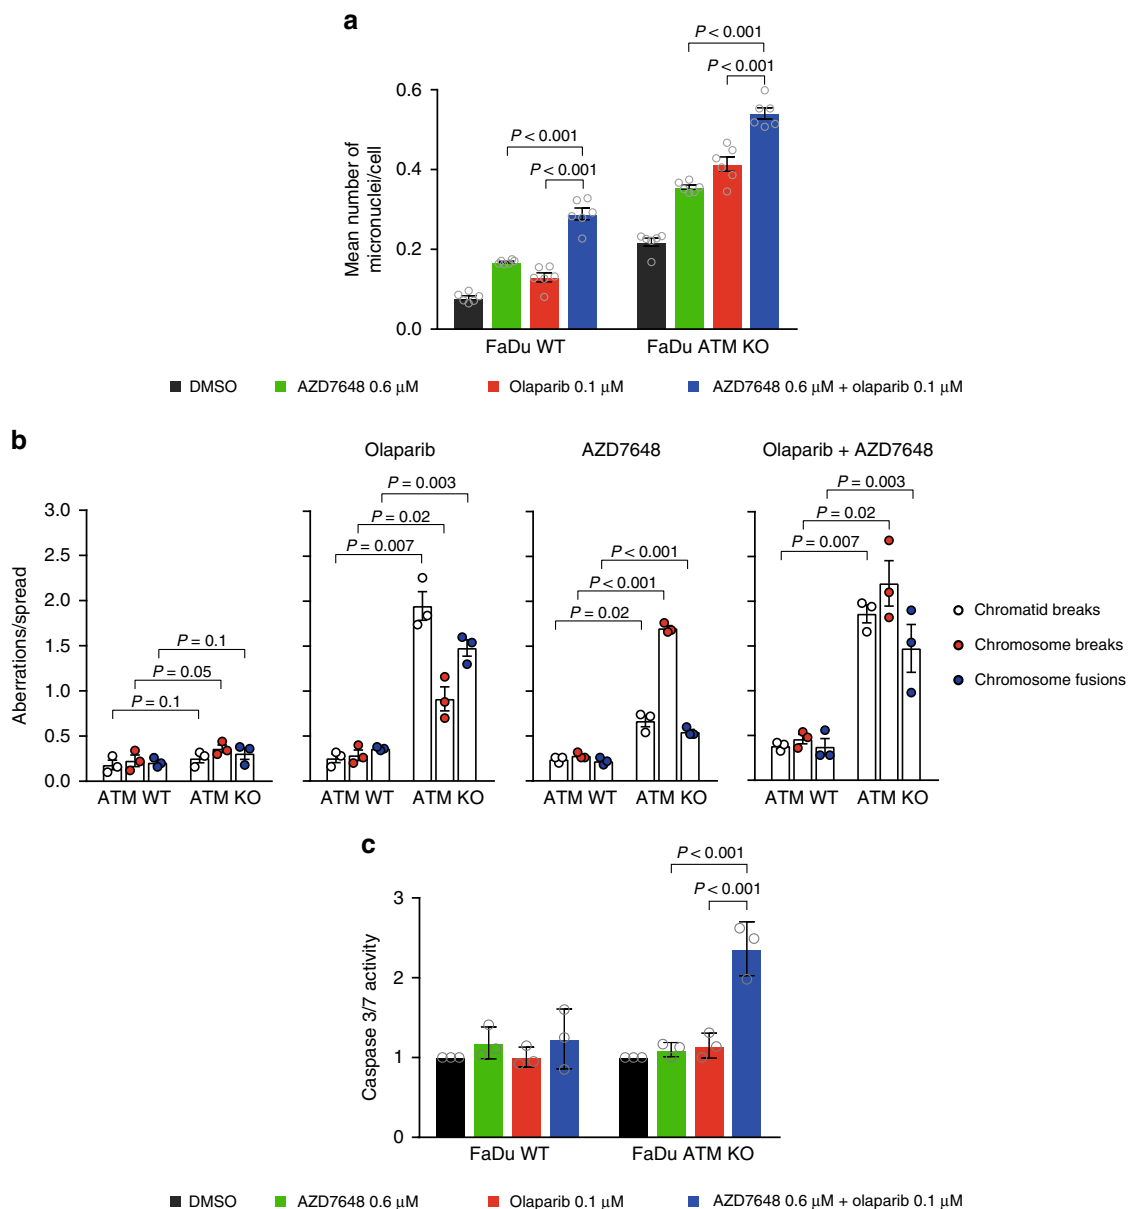 a
P < 0.001
P < 0.001
P < 0.001
P < 0.001
Mean number of
micronuclei/cell
0.6
0.4
0.2
0.0
FaDu WT
FaDu ATM KO
DMSO
AZD7648 0.6 μM
Olaparib 0.1 μM
AZD7648 0.6 μM + olaparib 0.1 μM
b
Olaparib
AZD7648
Olaparib + AZD7648
Aberrations/spread
3.0
2.5
2.0
1.5
1.0
0.5
0.0
P = 0.1
P = 0.05
P = 0.1
ATM WT
ATM KO
P = 0.003
P = 0.02
P = 0.007
ATM WT
ATM KO
P < 0.001
P < 0.001
P = 0.02
ATM WT
ATM KO
P = 0.003
P = 0.02
P = 0.007
ATM WT
ATM KO
Chromatid breaks
Chromosome breaks
Chromosome fusions
c
P < 0.001
P < 0.001
Caspase 3/7 activity
3
2
1
0
FaDu WT
FaDu ATM KO
DMSO
AZD7648 0.6 μM
Olaparib 0.1 μM
AZD7648 0.6 μM + olaparib 0.1 μM